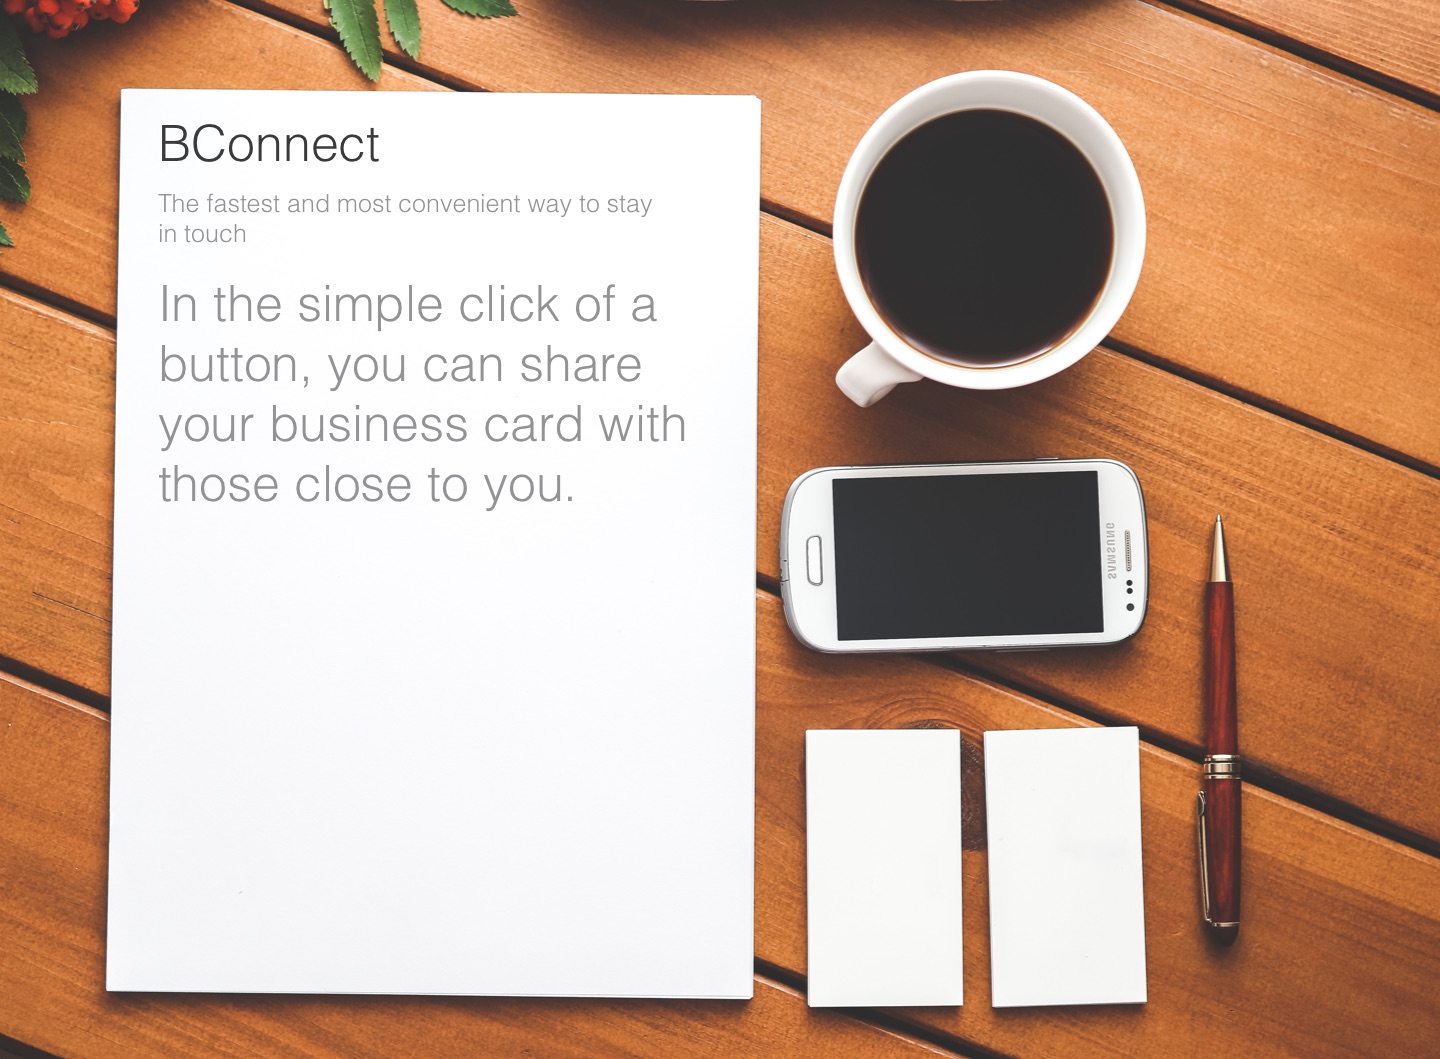 BConnect
The fastest and most convenient way to stay
in touch
In the simple click of a
button, you can share
your business card with
those close to you.
SAMSUNG